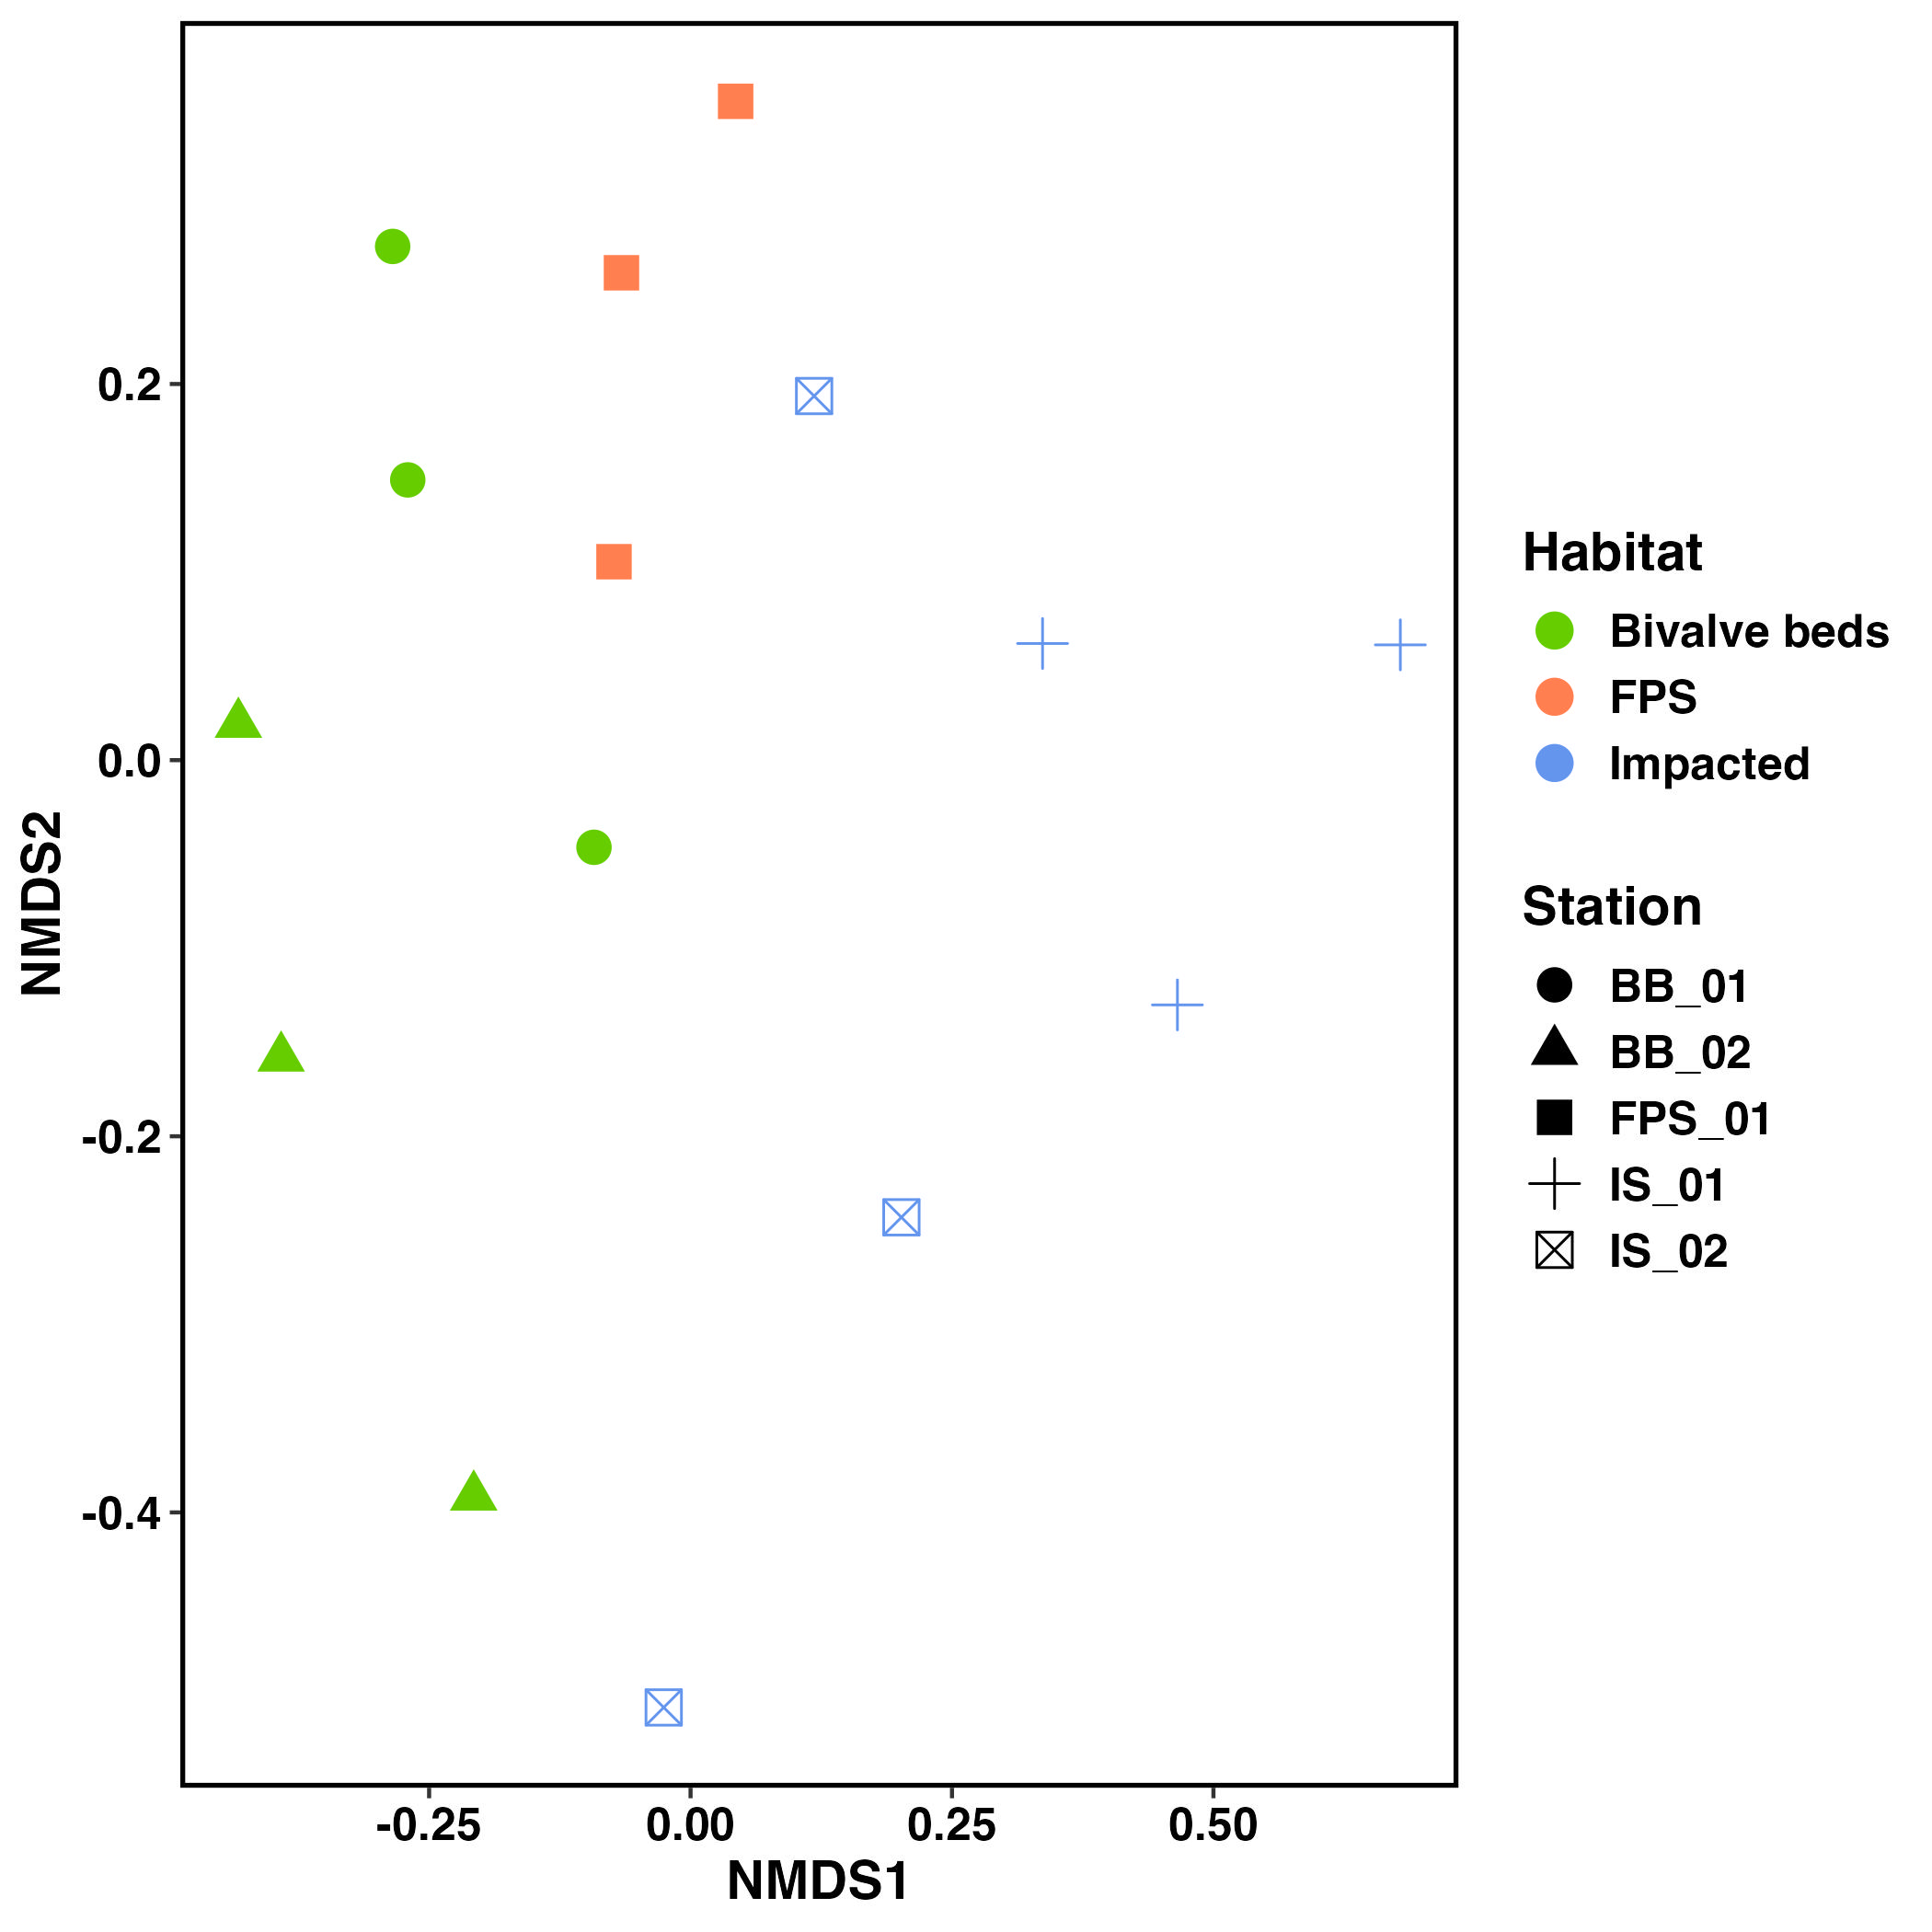 0.2
0.0
-0.2
-0.4
NMDS2
-0.25
0.00
0.25
0.50
NMDS1
Habitat
Bivalve beds
FPS
Impacted
Station
BB_01
BB_02
FPS_01
IS_01
IS_02